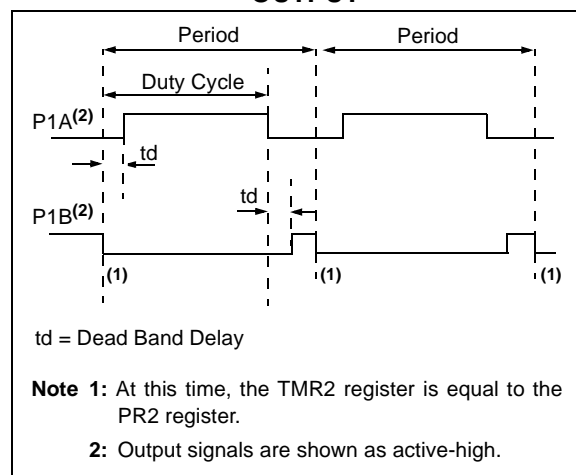 Period Period
Duty Cycle
P1A(2)
td
td
P1B(2)
(1) (1) (1)
td = Dead Band Delay
Note 1: At this time, the TMR2 register is equal to the
PR2 register.
2: Output signals are shown as active-high.